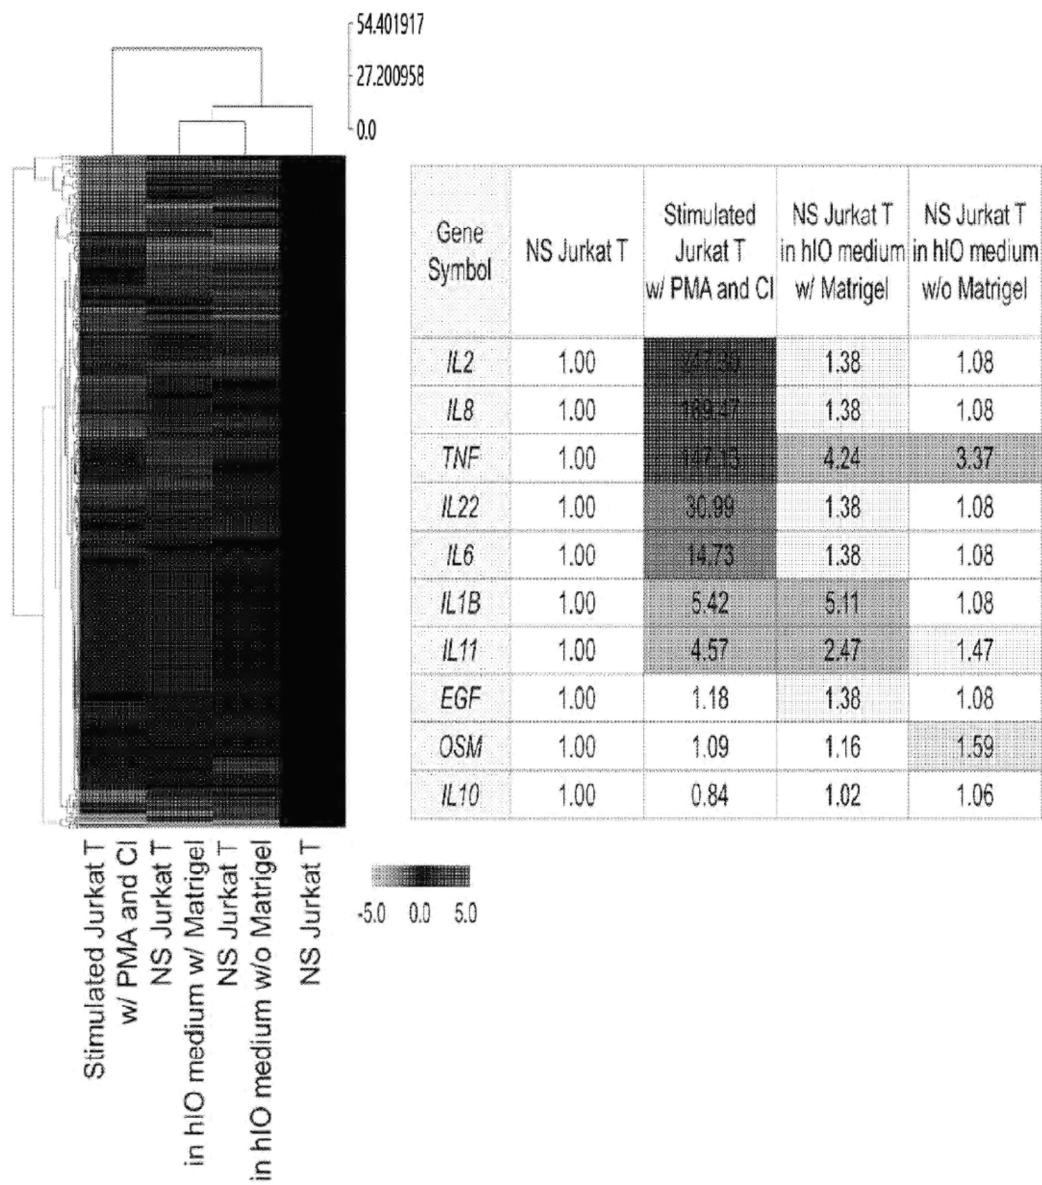 54.401917
27.200958
0.0
Gene Symbol
NS Jurkat T
Stimulated Jurkat T w/ PMA and CI
NS Jurkat T in hIO medium w/ Matrigel
NS Jurkat T in hIO medium w/o Matrigel
IL2 1.00 1.38 1.08
IL8 1.00 189.47 1.38 1.08
TNF 1.00 147.13 4.24 3.37
IL22 1.00 30.99 1.38 1.08
IL6 1.00 14.73 1.38 1.08
IL1B 1.00 5.42 5.11 1.08
IL11 1.00 4.57 2.47 1.47
EGF 1.00 1.18 1.38 1.08
OSM 1.00 1.09 1.16 1.59
IL10 1.00 0.84 1.02 1.06
Stimulated Jurkat T
w/ PMA and CI
NS Jurkat T
in hIO medium w/ Matrigel
NS Jurkat T
in hIO medium w/o Matrigel
NS Jurkat T
-5.0 0.0 5.0